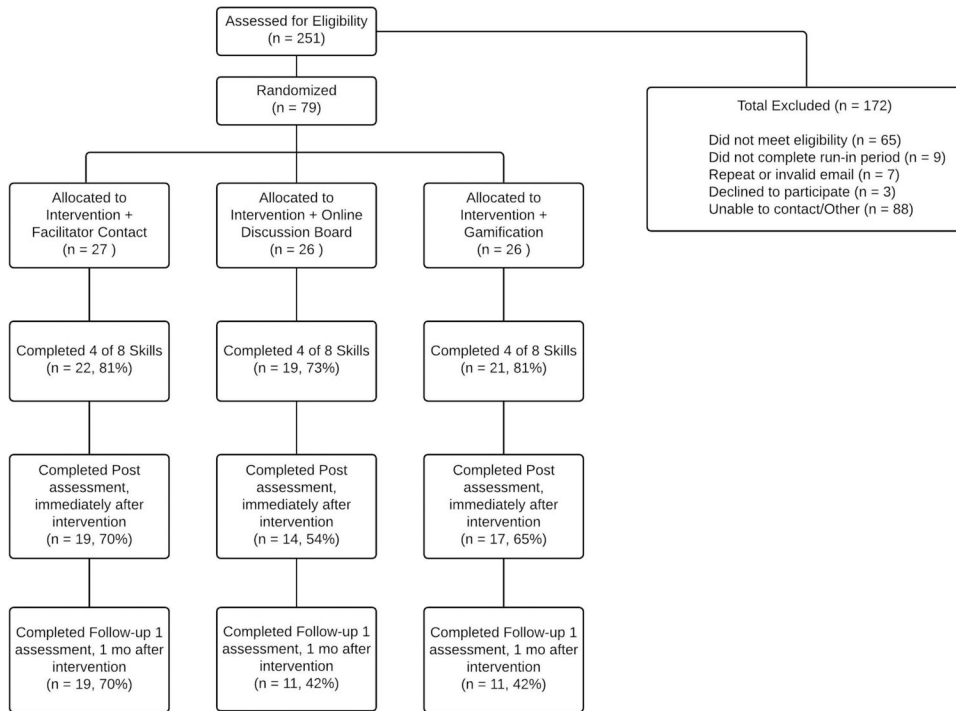 Assessed for Eligibility
(n = 251)
Randomized
(n = 79)
Total Excluded (n = 172)
Did not meet eligibility (n = 65)
Did not complete run-in period (n = 9)
Repeat or invalid email (n = 7)
Declined to participate (n = 3)
Unable to contact/Other (n = 88)
Allocated to
Intervention +
Facilitator Contact
(n = 27 )
Allocated to
Intervention + Online
Discussion Board
(n = 26 )
Allocated to
Intervention +
Gamification
(n = 26 )
Completed 4 of 8 Skills
(n = 22, 81%)
Completed 4 of 8 Skills
(n = 19, 73%)
Completed 4 of 8 Skills
(n = 21, 81%)
Completed Post
assessment,
immediately after
intervention
(n = 19, 70%)
Completed Post
assessment,
immediately after
intervention
(n = 14, 54%)
Completed Post
assessment,
immediately after
intervention
(n = 17, 65%)
Completed Follow-up 1
assessment, 1 mo after
intervention
(n = 19, 70%)
Completed Follow-up 1
assessment, 1 mo after
intervention
(n = 11, 42%)
Completed Follow-up 1
assessment, 1 mo after
intervention
(n = 11, 42%)